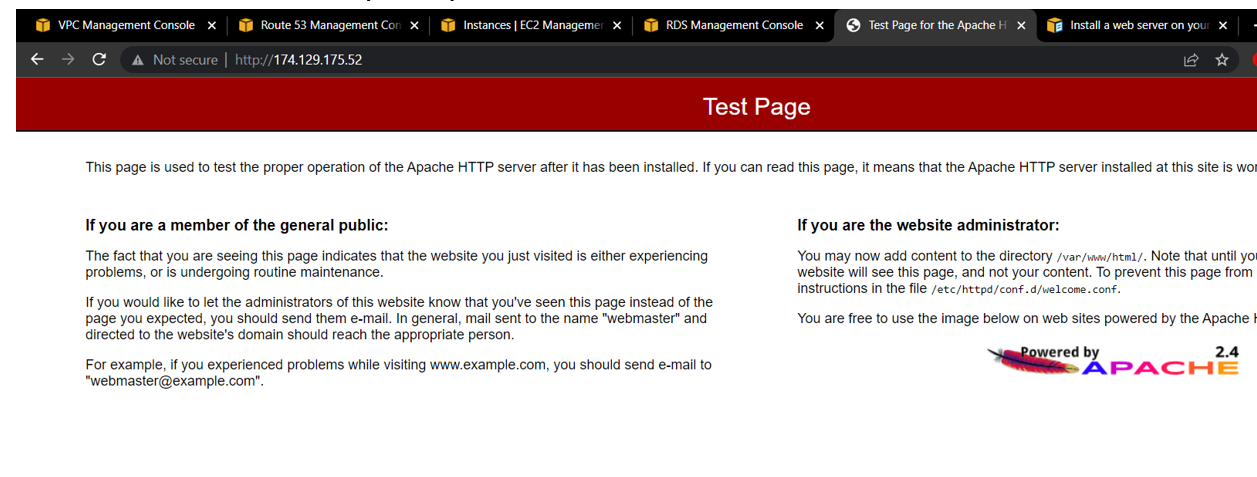 VPC Management Console
Route 53 Management Con
Instances | EC2 Managemen
RDS Management Console
Test Page for the Apache H
Install a web server on your
Not secure | http://174.129.175.52
Test Page
This page is used to test the proper operation of the Apache HTTP server after it has been installed. If you can read this page, it means that the Apache HTTP server installed at this site is wor
If you are a member of the general public:
The fact that you are seeing this page indicates that the website you just visited is either experiencing
problems, or is undergoing routine maintenance.
If you would like to let the administrators of this website know that you've seen this page instead of the
page you expected, you should send them e-mail. In general, mail sent to the name "webmaster" and
directed to the website's domain should reach the appropriate person.
For example, if you experienced problems while visiting www.example.com, you should send e-mail to
"webmaster@example.com".
If you are the website administrator:
You may now add content to the directory /var/www/html/. Note that until you
website will see this page, and not your content. To prevent this page from
instructions in the file /etc/httpd/conf.d/welcome.conf.
You are free to use the image below on web sites powered by the Apache H
Powered by 2.4
APACHE